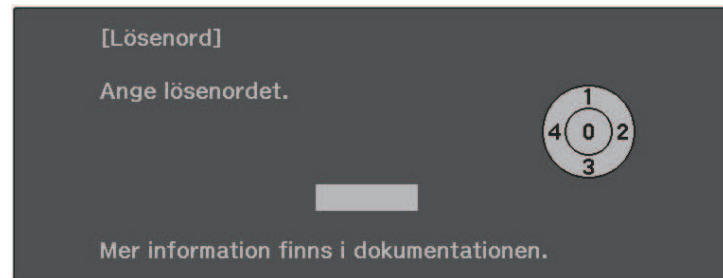 [Lösenord]
Ange lösenordet.
1
4 0 2
3
Mer information finns i dokumentationen.